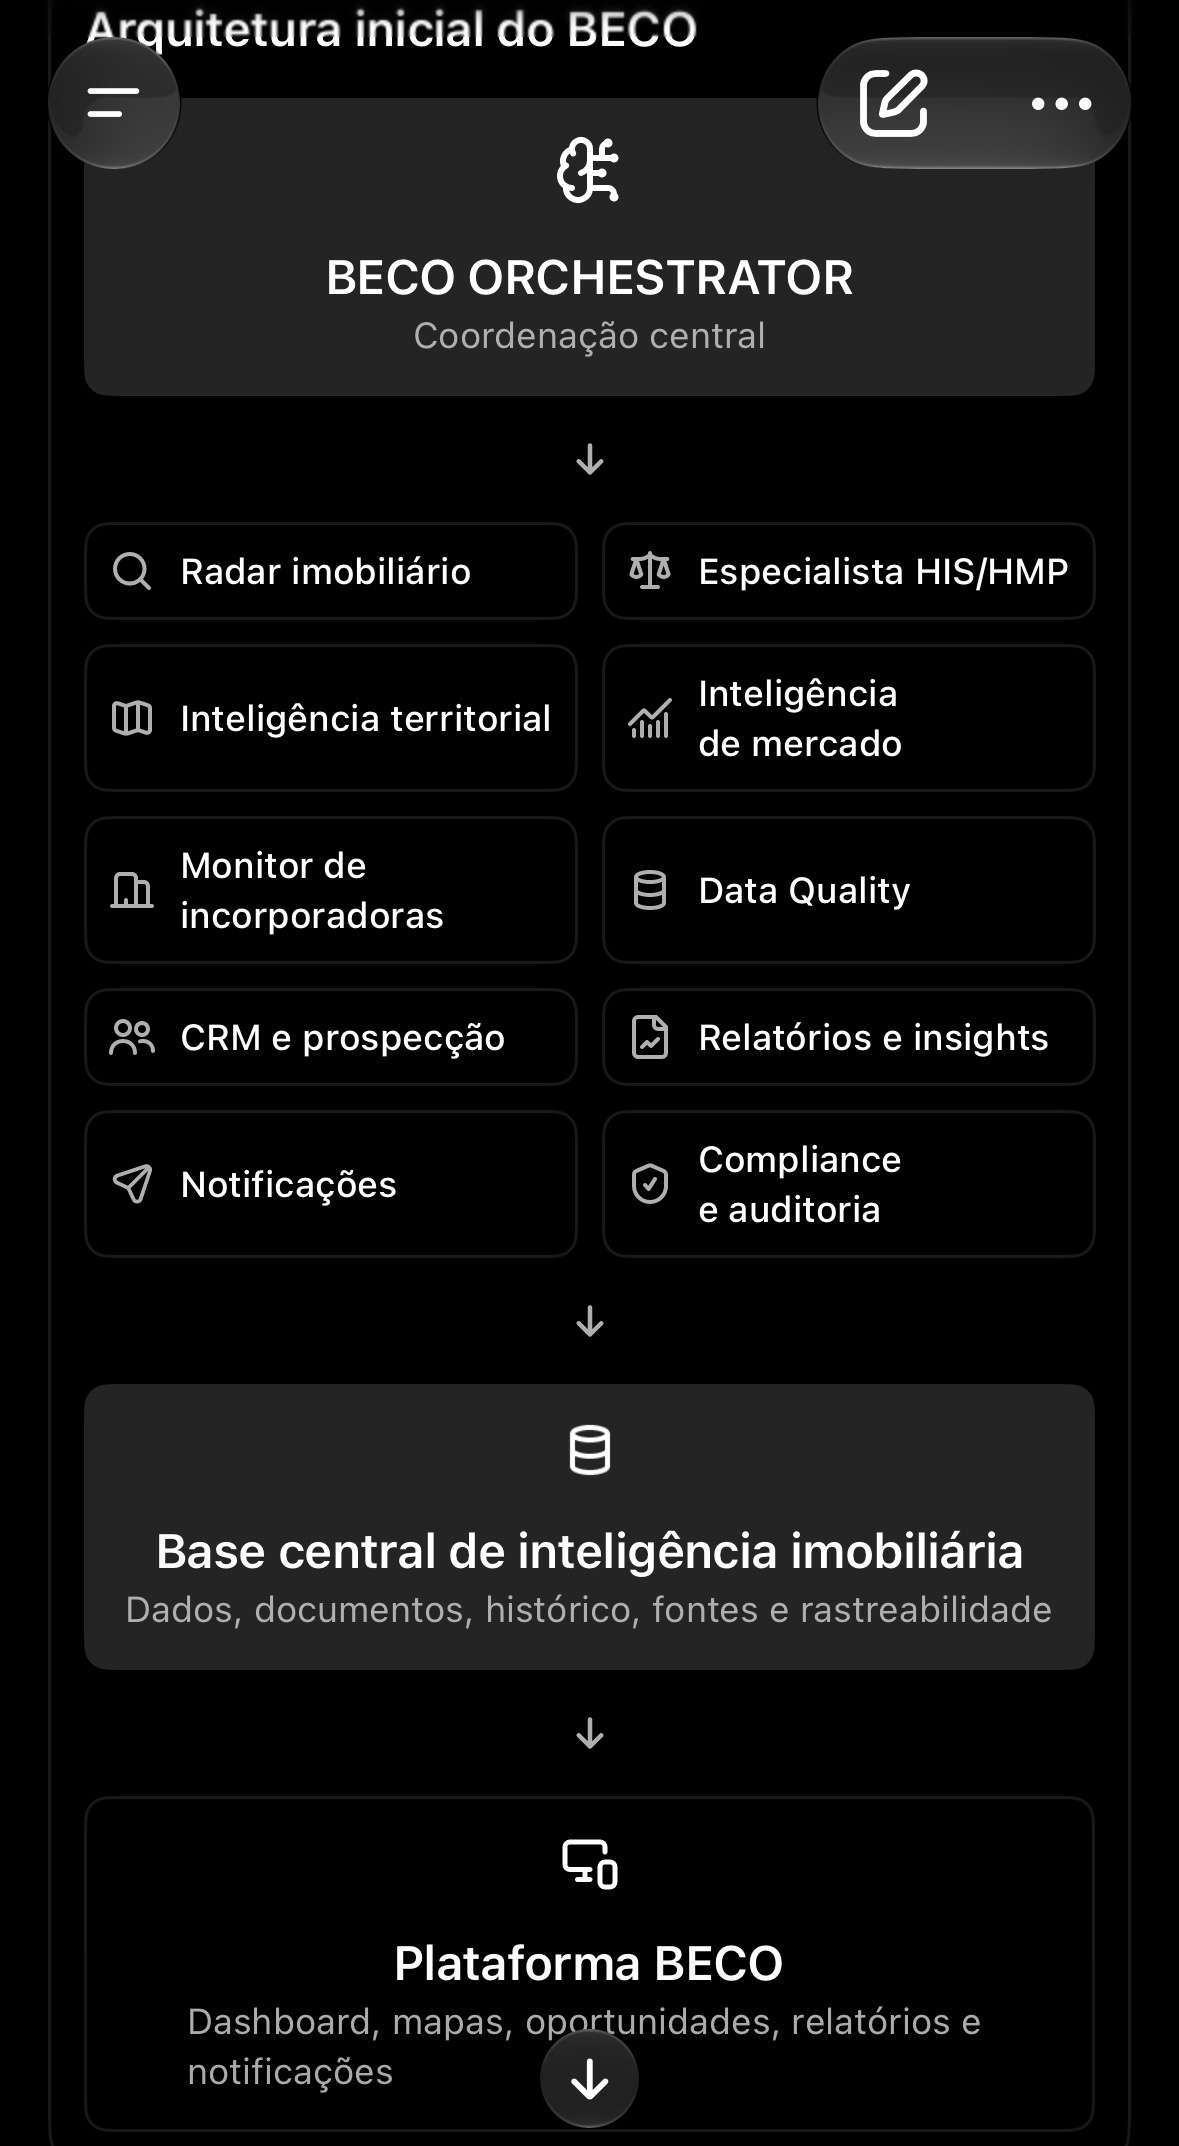 Arquitetura inicial do BECO
BECO ORCHESTRATOR
Coordenação central
Radar imobiliário
Especialista HIS/HMP
Inteligência territorial
Inteligência
de mercado
Monitor de
incorporadoras
Data Quality
CRM e prospecção
Relatórios e insights
Notificações
Compliance
e auditoria
Base central de inteligência imobiliária
Dados, documentos, histórico, fontes e rastreabilidade
Plataforma BECO
Dashboard, mapas, oportunidades, relatórios e
notificações